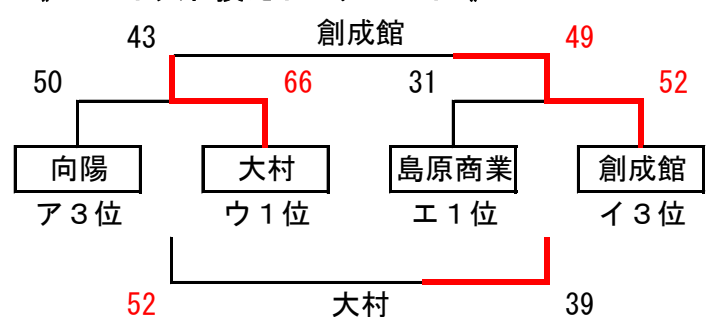 43 創成館 49
50 66 31 52
向陽 大村 島原商業 創成館
ア３位 ウ１位 エ１位 イ３位
52 大村 39